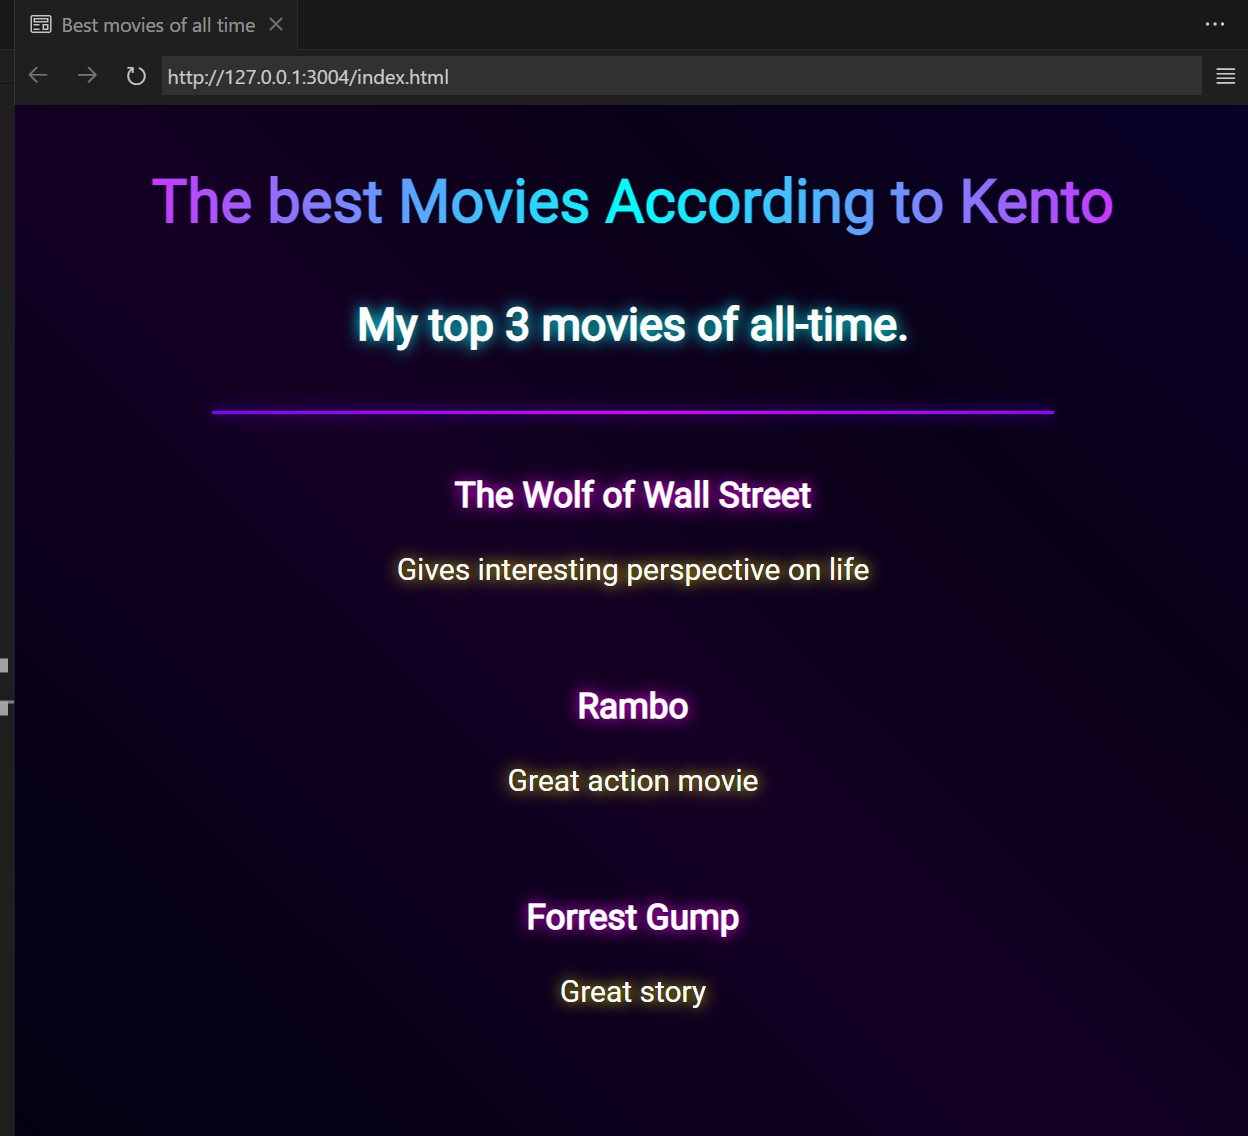 Best movies of all time
http://127.0.0.1:3004/index.html
The best Movies According to Kento
My top 3 movies of all-time.
The Wolf of Wall Street
Gives interesting perspective on life
Rambo
Great action movie
Forrest Gump
Great story